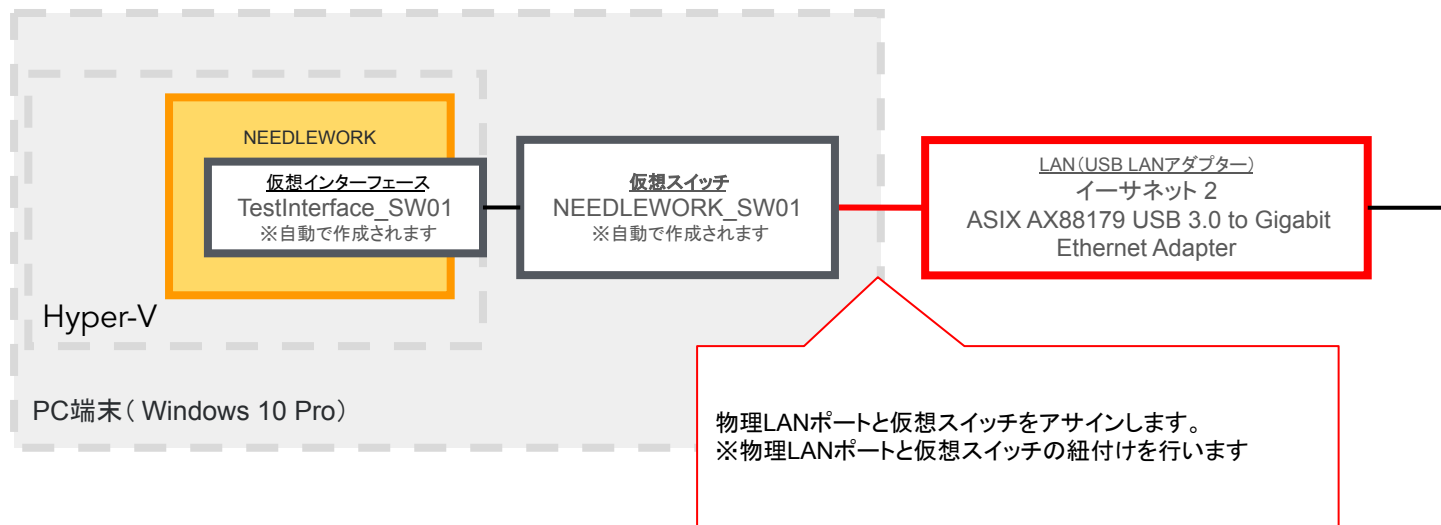 NEEDLEWORK
仮想インターフェース
TestInterface_SW01
※自動で作成されます
仮想スイッチ
NEEDLEWORK_SW01
※自動で作成されます
LAN(USB LANアダプター)
イーサネット 2
ASIX AX88179 USB 3.0 to Gigabit
Ethernet Adapter
Hyper-V
PC端末( Windows 10 Pro)
物理LANポートと仮想スイッチをアサインします。
※物理LANポートと仮想スイッチの紐付けを行います